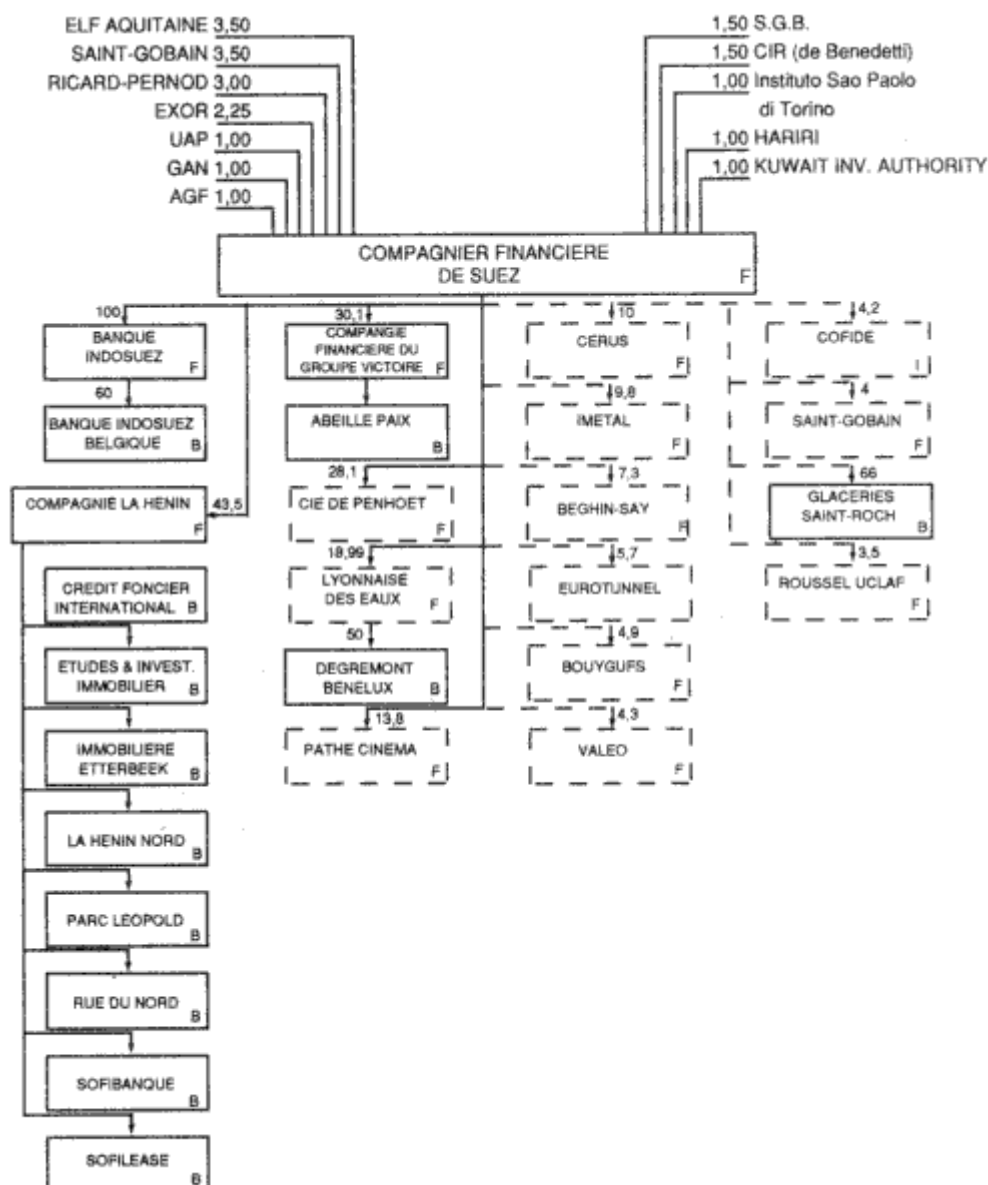 ELF AQUITAINE 3,50
SAINT-GOBAIN 3,50
RICARD-PERNOD 3,00
EXOR 2,25
UAP 1,00
GAN 1,00
AGF 1,00
1,50 S.G.B.
1,50 CIR (de Benedetti)
1,00 Instituto Sao Paolo
di Torino
1,00 HARIRI
1,00 KUWAIT INV. AUTHORITY
COMPAGNIER FINANCIERE
DE SUEZ
F
100
BANQUE
INDOSUEZ
F
60
BANQUE INDOSUEZ
BELGIQUE
B
COMPAGNIE LA HENIN
F
43,5
CREDIT FONCIER
INTERNATIONAL B
ETUDES & INVEST.
IMMOBILIER
B
IMMOBILIERE
ETTERBEEK
B
LA HENIN NORD
B
PARC LEOPOLD
B
RUE DU NORD
B
SOFIBANQUE
B
SOFILEASE
B
30,1
COMPANGIE
FINANCIERE DU
GROUPE VICTOIRE
F
ABEILLE PAIX
B
28,1
CIE DE PENHOET
F
18,99
LYONNAISE
DES EAUX
F
50
DEGREMONT
BENELUX
B
13,8
PATHE CINEMA
F
10
CERUS
F
9,8
IMETAL
F
7,3
BEGHIN-SAY
F
5,7
EUROTUNNEL
4,9
BOUYGUFS
F
4,3
VALEO
F
4,2
COFIDE
I
4
SAINT-GOBAIN
F
66
GLACERIES
SAINT-ROCH
B
3,5
ROUSSEL UCLAF
F